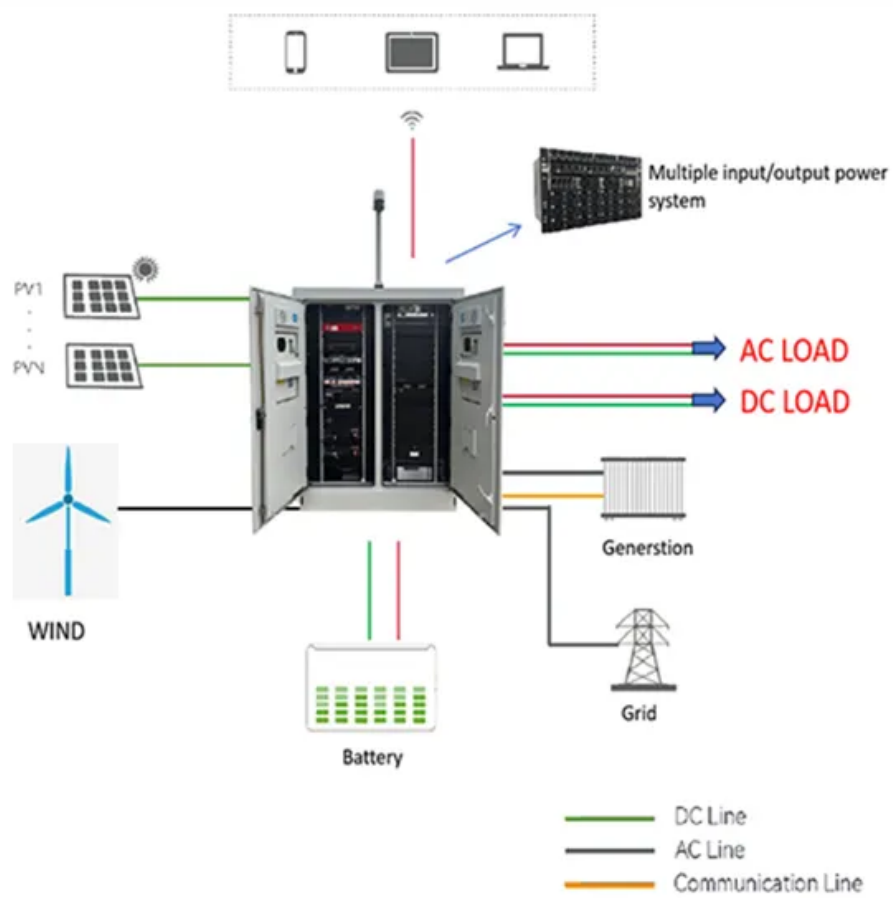 Multiple input/output power
system
PV1
PVN
AC LOAD
DC LOAD
Generstion
WIND
Grid
Battery
DC Line
AC Line
Communication Line